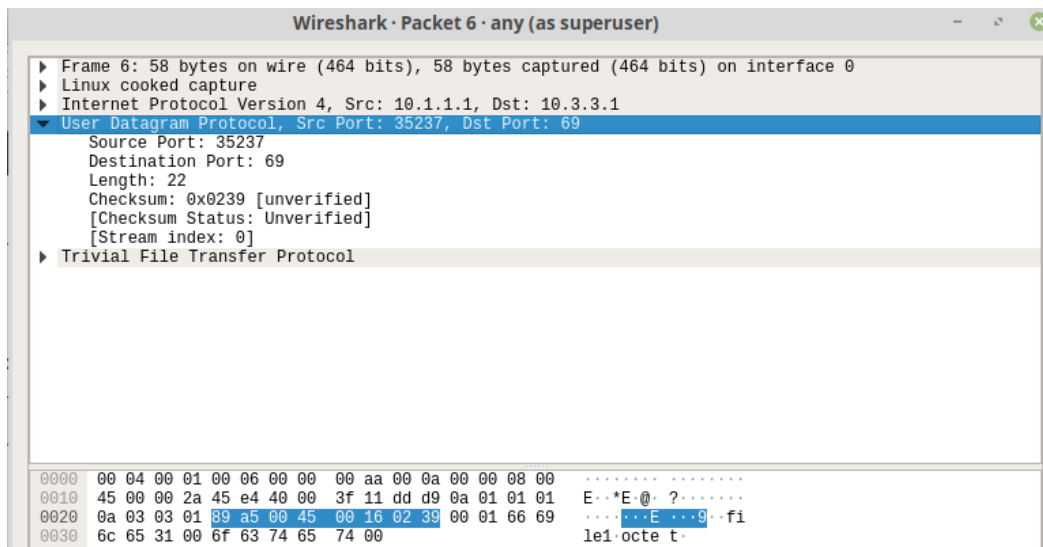 Wireshark · Packet 6 · any (as superuser)
Frame 6: 58 bytes on wire (464 bits), 58 bytes captured (464 bits) on interface 0
Linux cooked capture
Internet Protocol Version 4, Src: 10.1.1.1, Dst: 10.3.3.1
User Datagram Protocol, Src Port: 35237, Dst Port: 69
Source Port: 35237
Destination Port: 69
Length: 22
Checksum: 0x0239 [unverified]
[Checksum Status: Unverified]
[Stream index: 0]
Trivial File Transfer Protocol
0000 00 04 00 01 00 06 00 00 00 aa 00 0a 00 00 08 00 ········ ········
0010 45 00 00 2a 45 e4 40 00 3f 11 dd d9 0a 01 01 01 E··*E·@· ?·······
0020 0a 03 03 01 89 a5 00 45 00 16 02 39 00 01 66 69 ·······E ···9··fi
0030 6c 65 31 00 6f 63 74 65 74 00 le1·octe t·